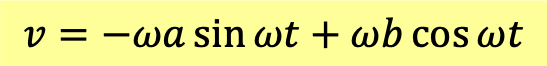 v = −ωa sin ωt + ωb cos ωt